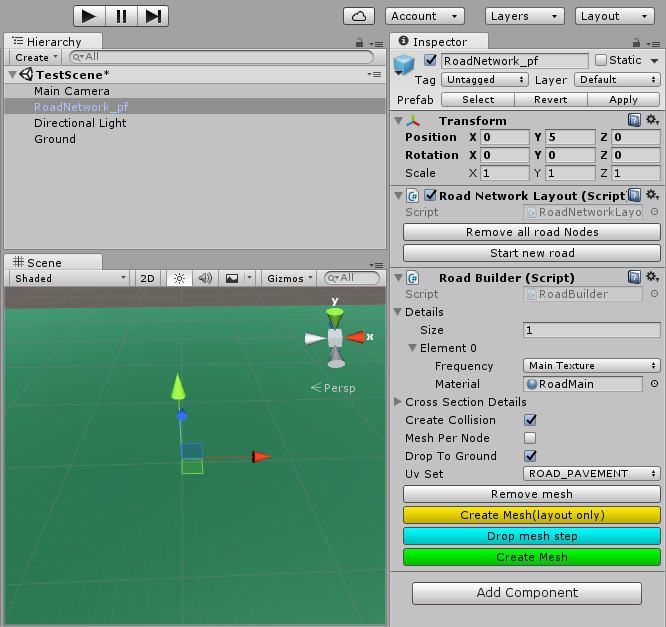 Account
Layers
Layout
Hierarchy
Create
All
TestScene*
Main Camera
RoadNetwork_pf
Directional Light
Ground
Scene
Shaded
2D
Gizmos
All
y
x
Persp
Inspector
RoadNetwork_pf
Static
Tag Untagged Layer Default
Prefab Select Revert Apply
Transform
Position X 0 Y 5 Z 0
Rotation X 0 Y 0 Z 0
Scale X 1 Y 1 Z 1
Road Network Layout (Script
Script RoadNetworkLayo
Remove all road Nodes
Start new road
Road Builder (Script)
Script RoadBuilder
Details
Size 1
Element 0
Frequency Main Texture
Material RoadMain
Cross Section Details
Create Collision
Mesh Per Node
Drop To Ground
Uv Set ROAD_PAVEMENT
Remove mesh
Create Mesh(layout only)
Drop mesh step
Create Mesh
Add Component